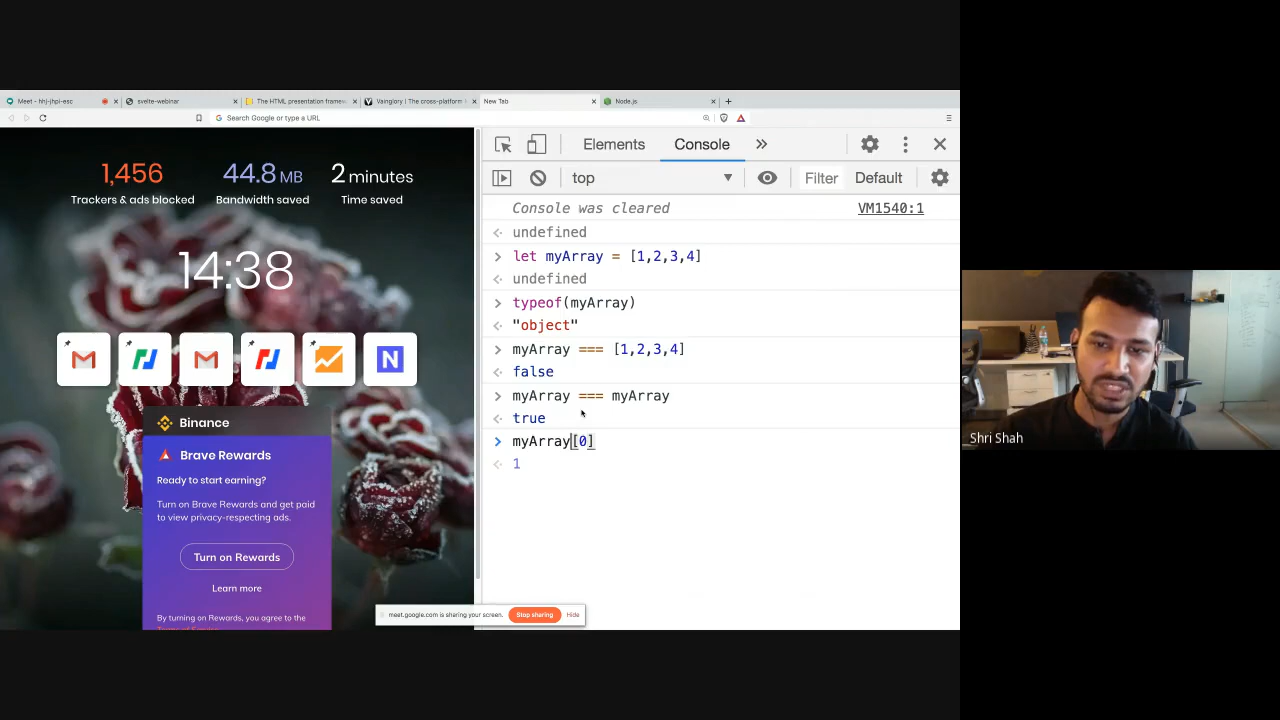 Meet - hhj-jhpi-esc
svelte-webinar
The HTML presentation framew
Vainglory | The cross-platform
New Tab
Node.js
Search Google or type a URL
1,456
Trackers & ads blocked
44.8 MB
Bandwidth saved
2 minutes
Time saved
14:38
N
Binance
Brave Rewards
Ready to start earning?
Turn on Brave Rewards and get paid
to view privacy-respecting ads.
Turn on Rewards
Learn more
By turning on Rewards, you agree to the
Terms of Service
meet.google.com is sharing your screen.
Stop sharing
Hide
Elements
Console
top
Filter
Default
Console was cleared
VM1540:1
undefined
let myArray = [1,2,3,4]
undefined
typeof(myArray)
"object"
myArray === [1,2,3,4]
false
myArray === myArray
true
myArray[0]
1
Shri Shah